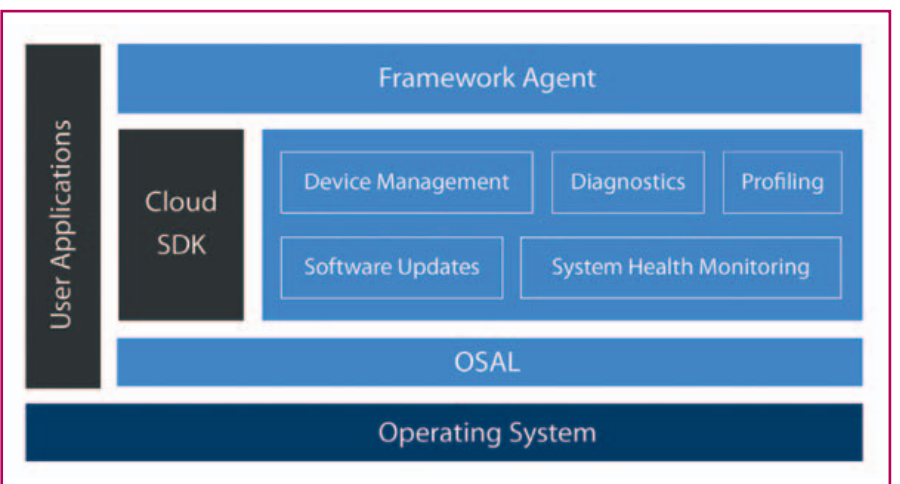 User Applications
Framework Agent
Cloud
SDK
Device Management
Diagnostics
Profiling
Software Updates
System Health Monitoring
OSAL
Operating System